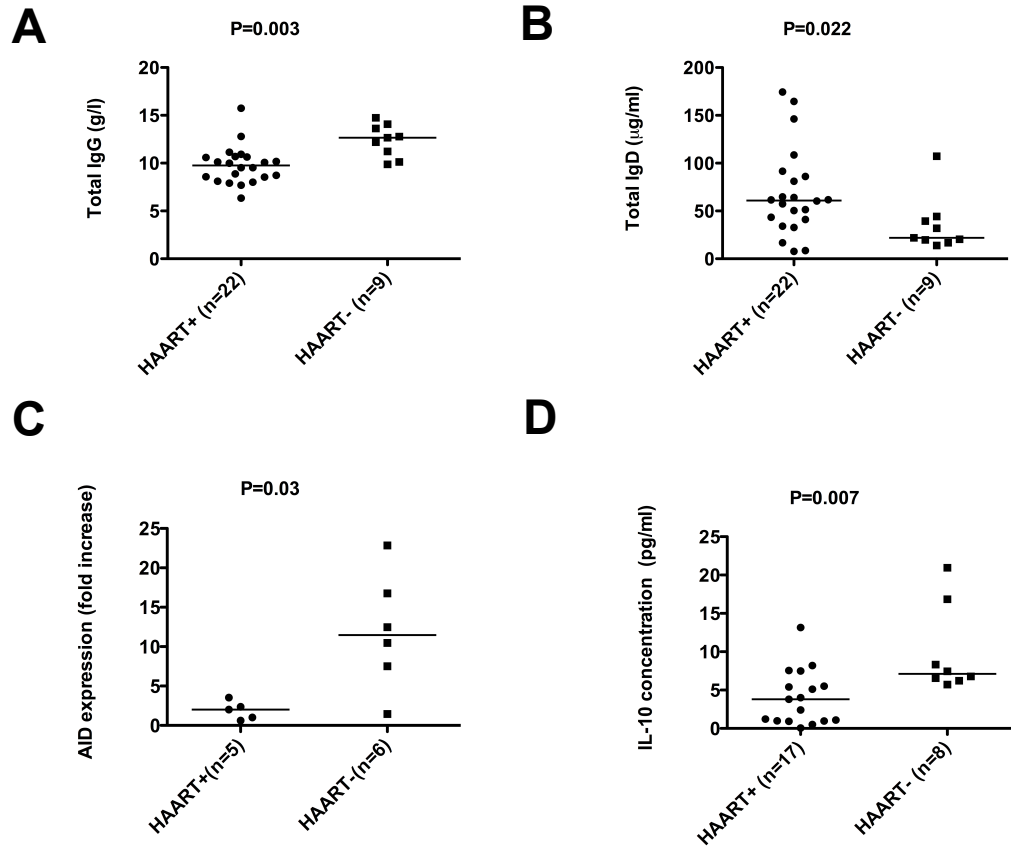 A
P=0.003
Total IgG (g/l)
20
15
10
5
0
HAART+ (n=22)
HAART- (n=9)
B
P=0.022
Total IgD (μg/ml)
200
150
100
50
0
HAART+ (n=22)
HAART- (n=9)
C
P=0.03
AID expression (fold increase)
25
20
15
10
5
0
HAART+(n=5)
HAART-(n=6)
D
P=0.007
IL-10 concentration (pg/ml)
25
20
15
10
5
0
HAART+ (n=17)
HAART- (n=8)